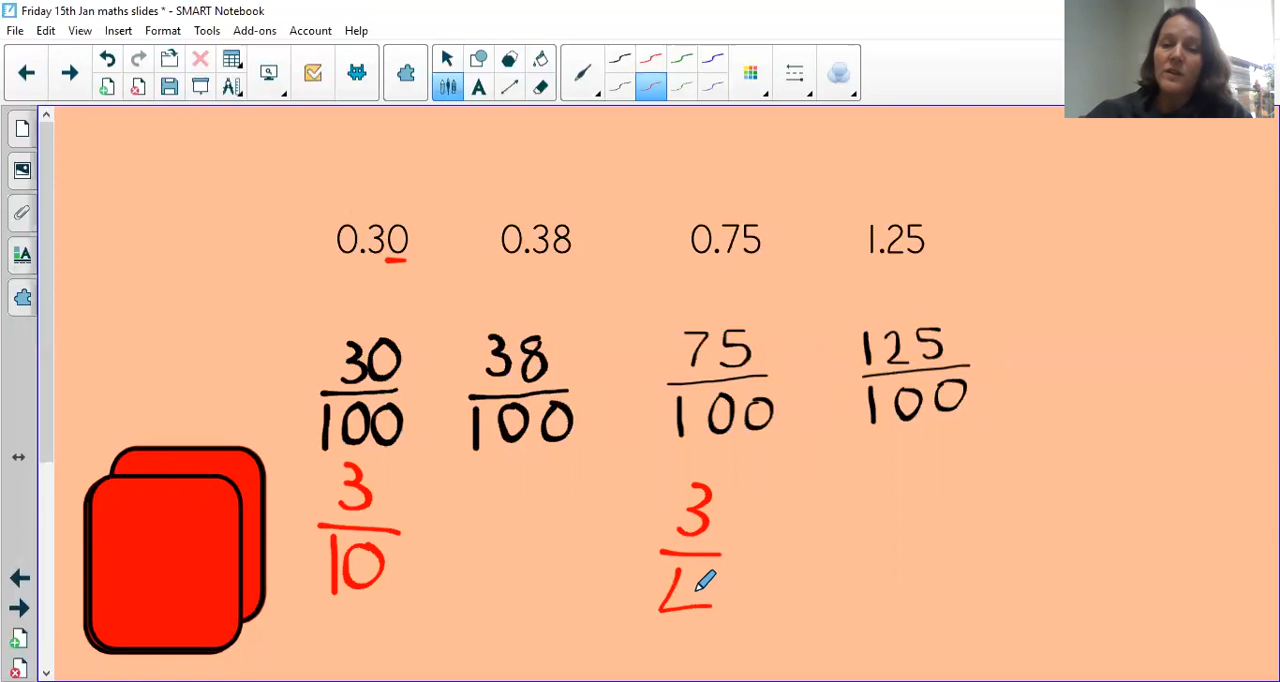 Friday 15th Jan maths slides * - SMART Notebook
File Edit View Insert Format Tools Add-ons Account Help
0.30 0.38 0.75 1.25
30 38 75 125
100 100 100 100
3 3
10 4